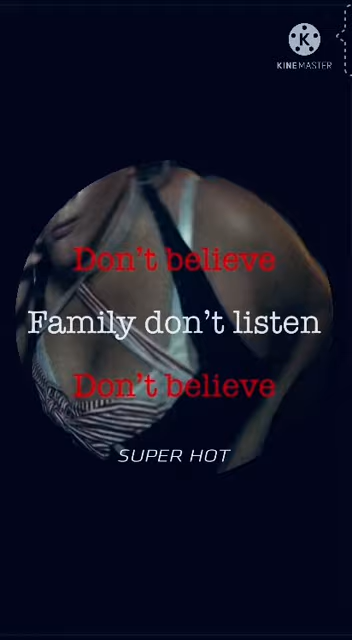 KINEMASTER
Don't believe
Family don't listen
Don't believe
SUPER HOT